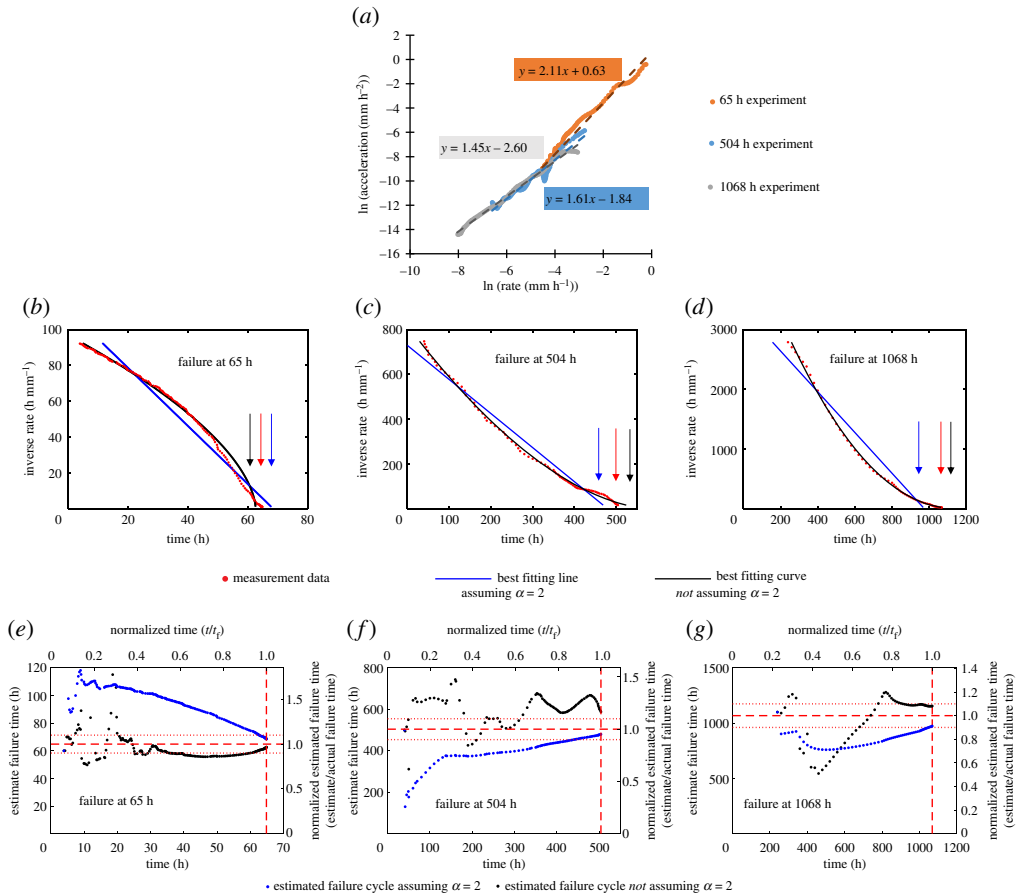 (a)
2
0
−2
−4
−6
−8
−10
−12
−14
−16
ln (acceleration (mm h−2))
y = 2.11x + 0.63
y = 1.45x – 2.60
y = 1.61x – 1.84
−10 −8 −6 −4 −2 0
ln (rate (mm h−1))
65 h experiment
504 h experiment
1068 h experiment
(b)
100
80
60
40
20
0
inverse rate (h mm−1)
failure at 65 h
20 40 60 80
time (h)
(c)
800
600
400
200
0
inverse rate (h mm−1)
failure at 504 h
100 200 300 400 500
time (h)
(d)
3000
2000
1000
0
inverse rate (h mm−1)
failure at 1068 h
200 400 600 800 1000 1200
time (h)
measurement data
best fitting line
assuming α = 2
best fitting curve
not assuming α = 2
(e)
normalized time (t/tf)
0 0.2 0.4 0.6 0.8 1.0
120
100
80
60
40
20
0
estimate failure time (h)
failure at 65 h
1.5
1.0
0.5
0
normalized estimated failure time
(estimate/actual failure time)
10 20 30 40 50 60 70
time (h)
(f)
normalized time (t/tf)
0 0.2 0.4 0.6 0.8 1.0
800
600
400
200
0
estimate failure time (h)
failure at 504 h
1.5
1.0
0.5
0
normalized estimated failure time
(estimate/actual failure time)
100 200 300 400 500
time (h)
(g)
normalized time (t/tf)
0 0.2 0.4 0.6 0.8 1.0
1500
1000
500
0
estimate failure time (h)
failure at 1068 h
1.4
1.2
1.0
0.8
0.6
0.4
0.1
0
normalized estimated failure time
(estimate/actual failure time)
200 400 600 800 1000
time (h)
estimated failure cycle assuming α = 2
estimated failure cycle not assuming α = 2